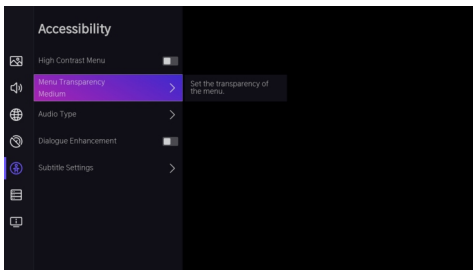 Accessibility
High Contrast Menu
Menu Transparency
Medium
Set the transparency of
the menu.
Audio Type
Dialogue Enhancement
Subtitle Settings